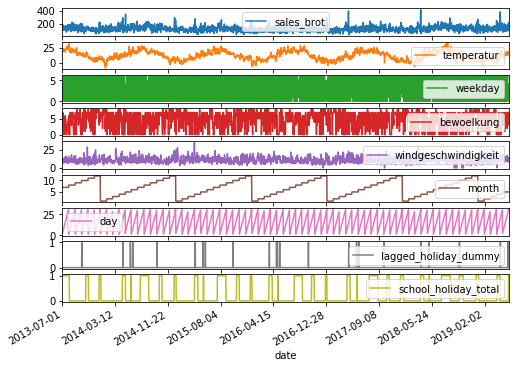 400
200
sales_brot
25
0
temperatur
5
0
weekday
5
0
bewoelkung
25
0
windgeschwindigkeit
10
5
month
25
0
day
1
0
lagged_holiday_dummy
1
0
school_holiday_total
2013-07-01 2014-03-12 2014-11-22 2015-08-04 2016-04-15 2016-12-28 2017-09-08 2018-05-24 2019-02-02
date